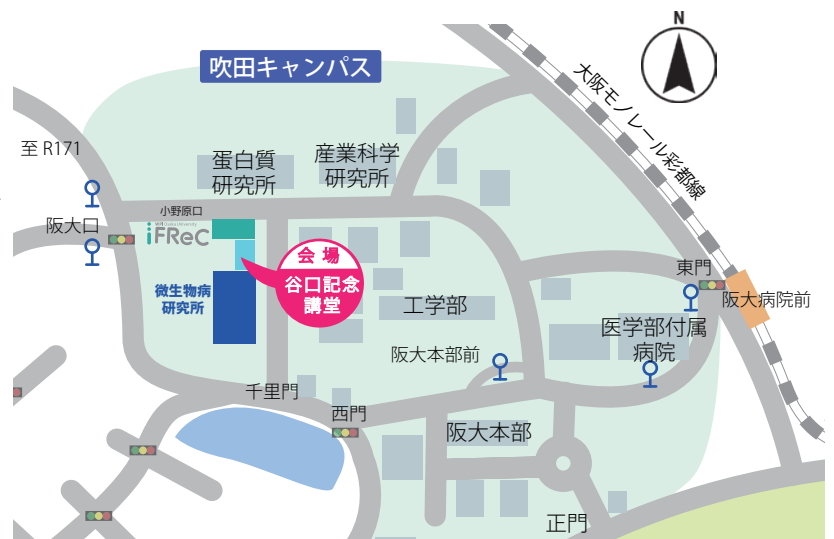 N
吹田キャンパス
大阪モノレール彩都線
至 R171
蛋白質
研究所
産業科学
研究所
小野原口
阪大口
WPI Osaka University
iFReC
会場
谷口記念
講堂
微生物病
研究所
工学部
東門
阪大病院前
医学部付属
病院
阪大本部前
千里門
西門
阪大本部
正門